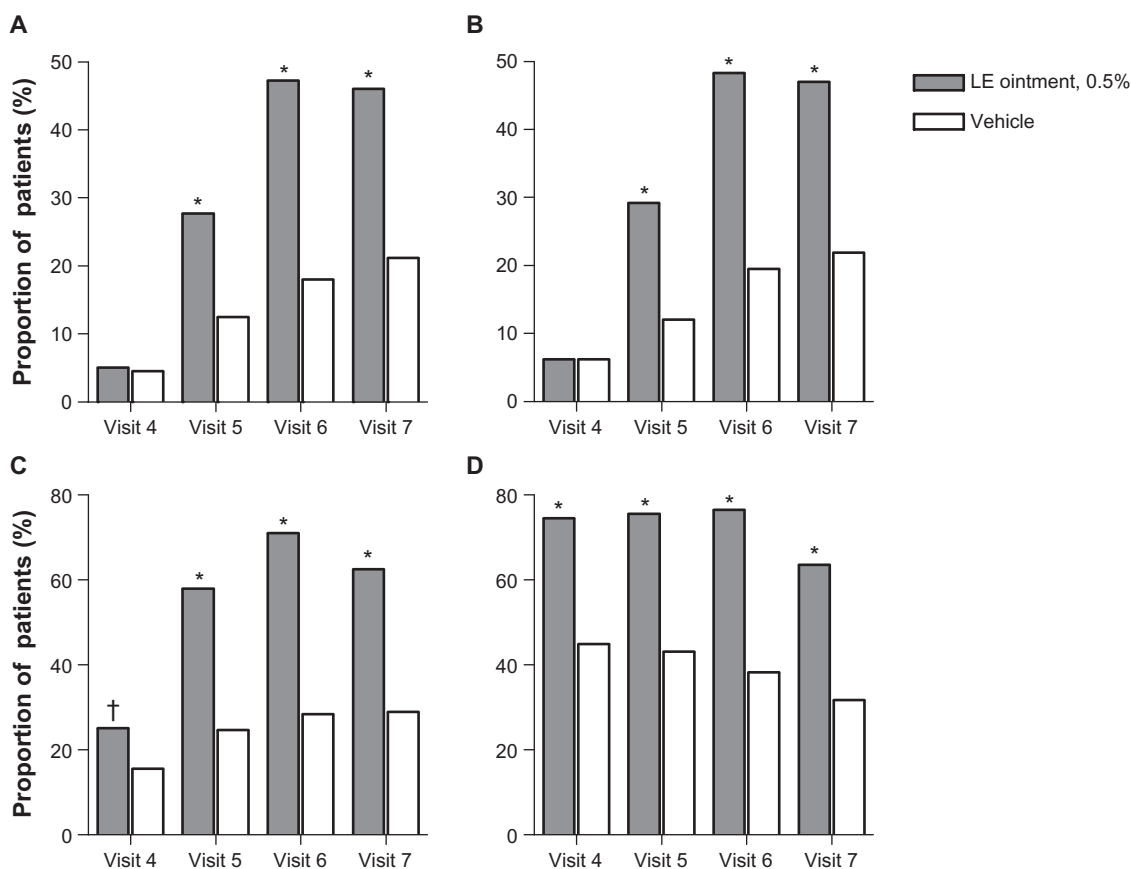 A
Proportion of patients (%)
50
40
30
20
10
0
*
*
*
Visit 4
Visit 5
Visit 6
Visit 7
B
50
40
30
20
10
0
*
*
*
Visit 4
Visit 5
Visit 6
Visit 7
LE ointment, 0.5%
Vehicle
C
Proportion of patients (%)
80
60
40
20
0
†
*
*
*
Visit 4
Visit 5
Visit 6
Visit 7
D
80
60
40
20
0
*
*
*
*
Visit 4
Visit 5
Visit 6
Visit 7